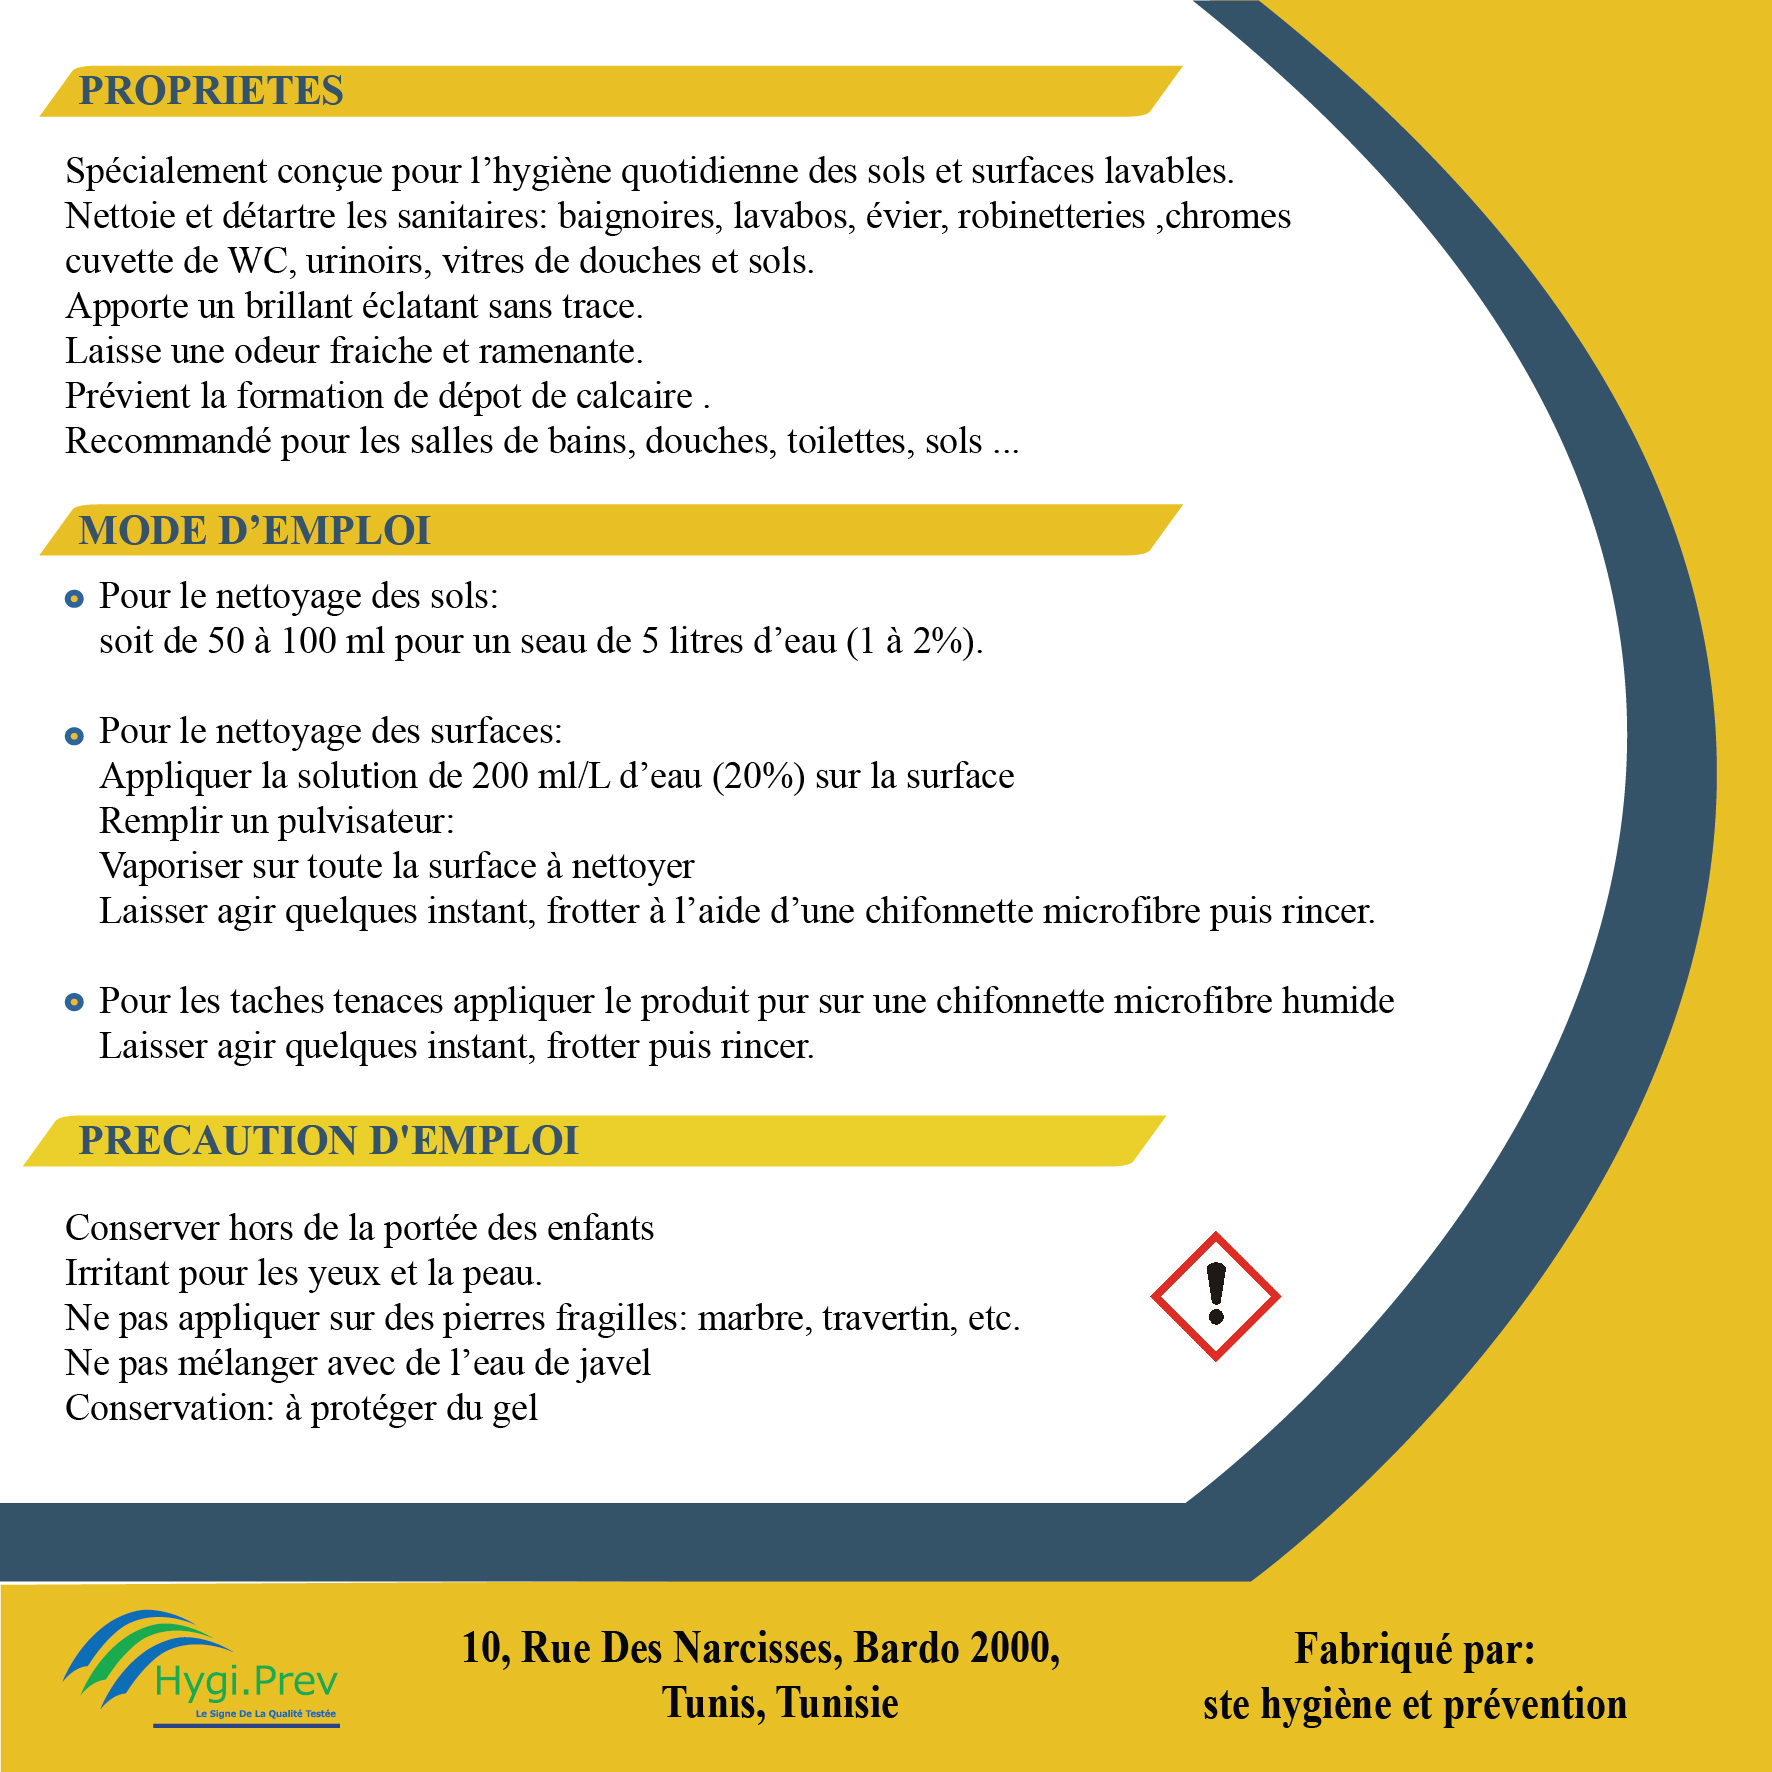 PROPRIETES
Spécialement conçue pour l’hygiène quotidienne des sols et surfaces lavables.
Nettoie et détartre les sanitaires: baignoires, lavabos, évier, robinetteries ,chromes
cuvette de WC, urinoirs, vitres de douches et sols.
Apporte un brillant éclatant sans trace.
Laisse une odeur fraiche et ramenante.
Prévient la formation de dépot de calcaire .
Recommandé pour les salles de bains, douches, toilettes, sols ...
MODE D’EMPLOI
Pour le nettoyage des sols:
soit de 50 à 100 ml pour un seau de 5 litres d’eau (1 à 2%).
Pour le nettoyage des surfaces:
Appliquer la solution de 200 ml/L d’eau (20%) sur la surface
Remplir un pulvisateur:
Vaporiser sur toute la surface à nettoyer
Laisser agir quelques instant, frotter à l’aide d’une chifonnette microfibre puis rincer.
Pour les taches tenaces appliquer le produit pur sur une chifonnette microfibre humide
Laisser agir quelques instant, frotter puis rincer.
PRECAUTION D'EMPLOI
Conserver hors de la portée des enfants
Irritant pour les yeux et la peau.
Ne pas appliquer sur des pierres fragilles: marbre, travertin, etc.
Ne pas mélanger avec de l’eau de javel
Conservation: à protéger du gel
Hygi.Prev
Le Signe De La Qualité Testée
10, Rue Des Narcisses, Bardo 2000,
Tunis, Tunisie
Fabriqué par:
ste hygiène et prévention